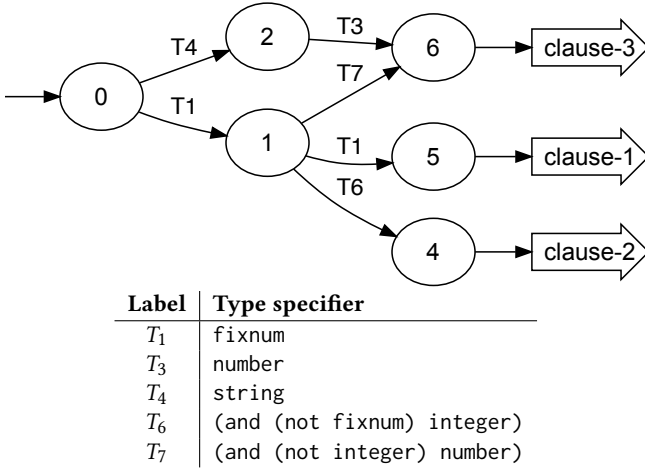 2
T3
6
clause-3
T4
T7
0
T1
1
T1
5
clause-1
T6
4
clause-2
Label Type specifier
T1 fixnum
T3 number
T4 string
T6 (and (not fixnum) integer)
T7 (and (not integer) number)